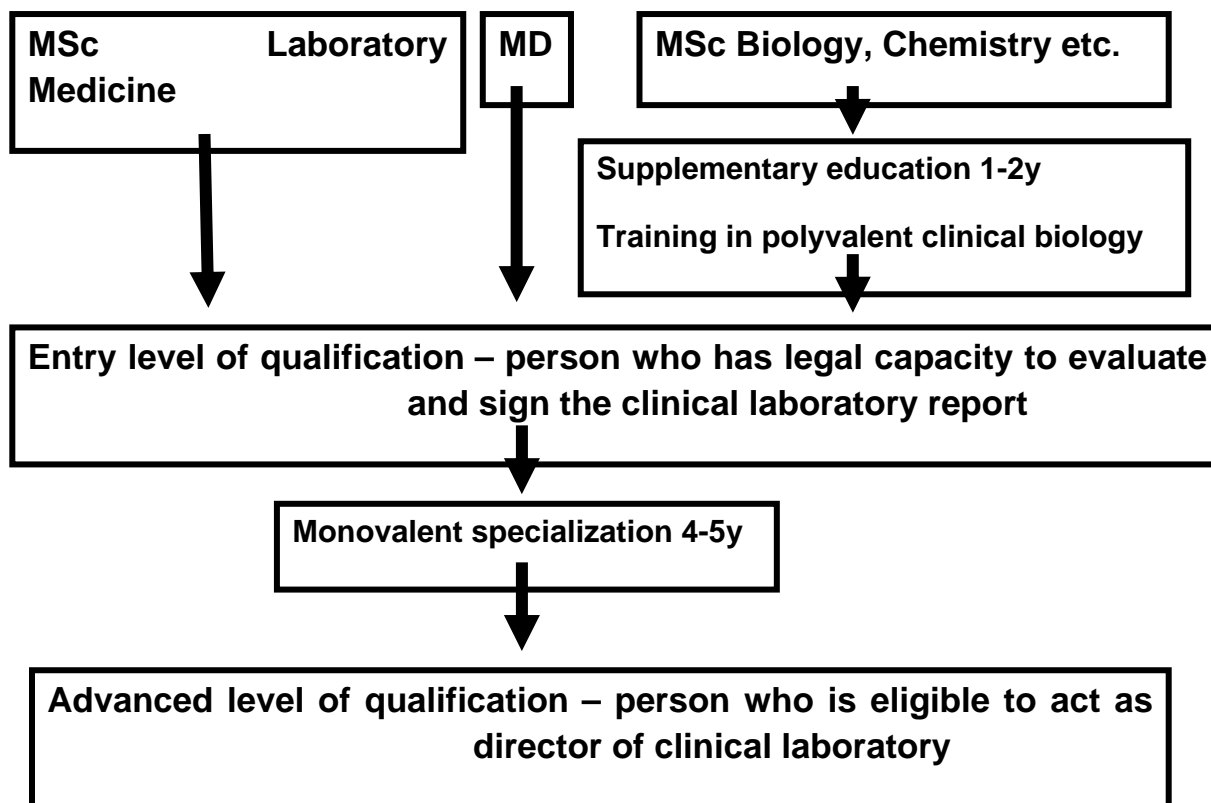 MSc Laboratory
Medicine
MD
MSc Biology, Chemistry etc.
Supplementary education 1-2y
Training in polyvalent clinical biology
Entry level of qualification – person who has legal capacity to evaluate
and sign the clinical laboratory report
Monovalent specialization 4-5y
Advanced level of qualification – person who is eligible to act as
director of clinical laboratory